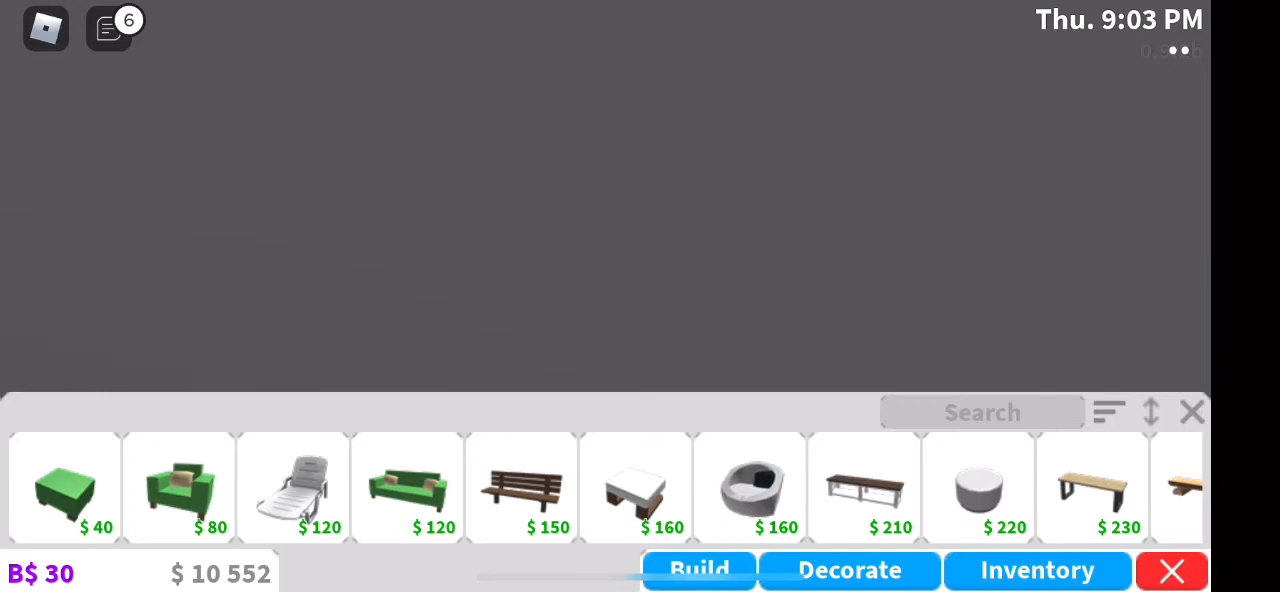 6
Thu. 9:03 PM
Search
$ 40
$ 80
$ 120
$ 120
$ 150
$ 160
$ 160
$ 210
$ 220
$ 230
B$ 30
$ 10 552
Build
Decorate
Inventory